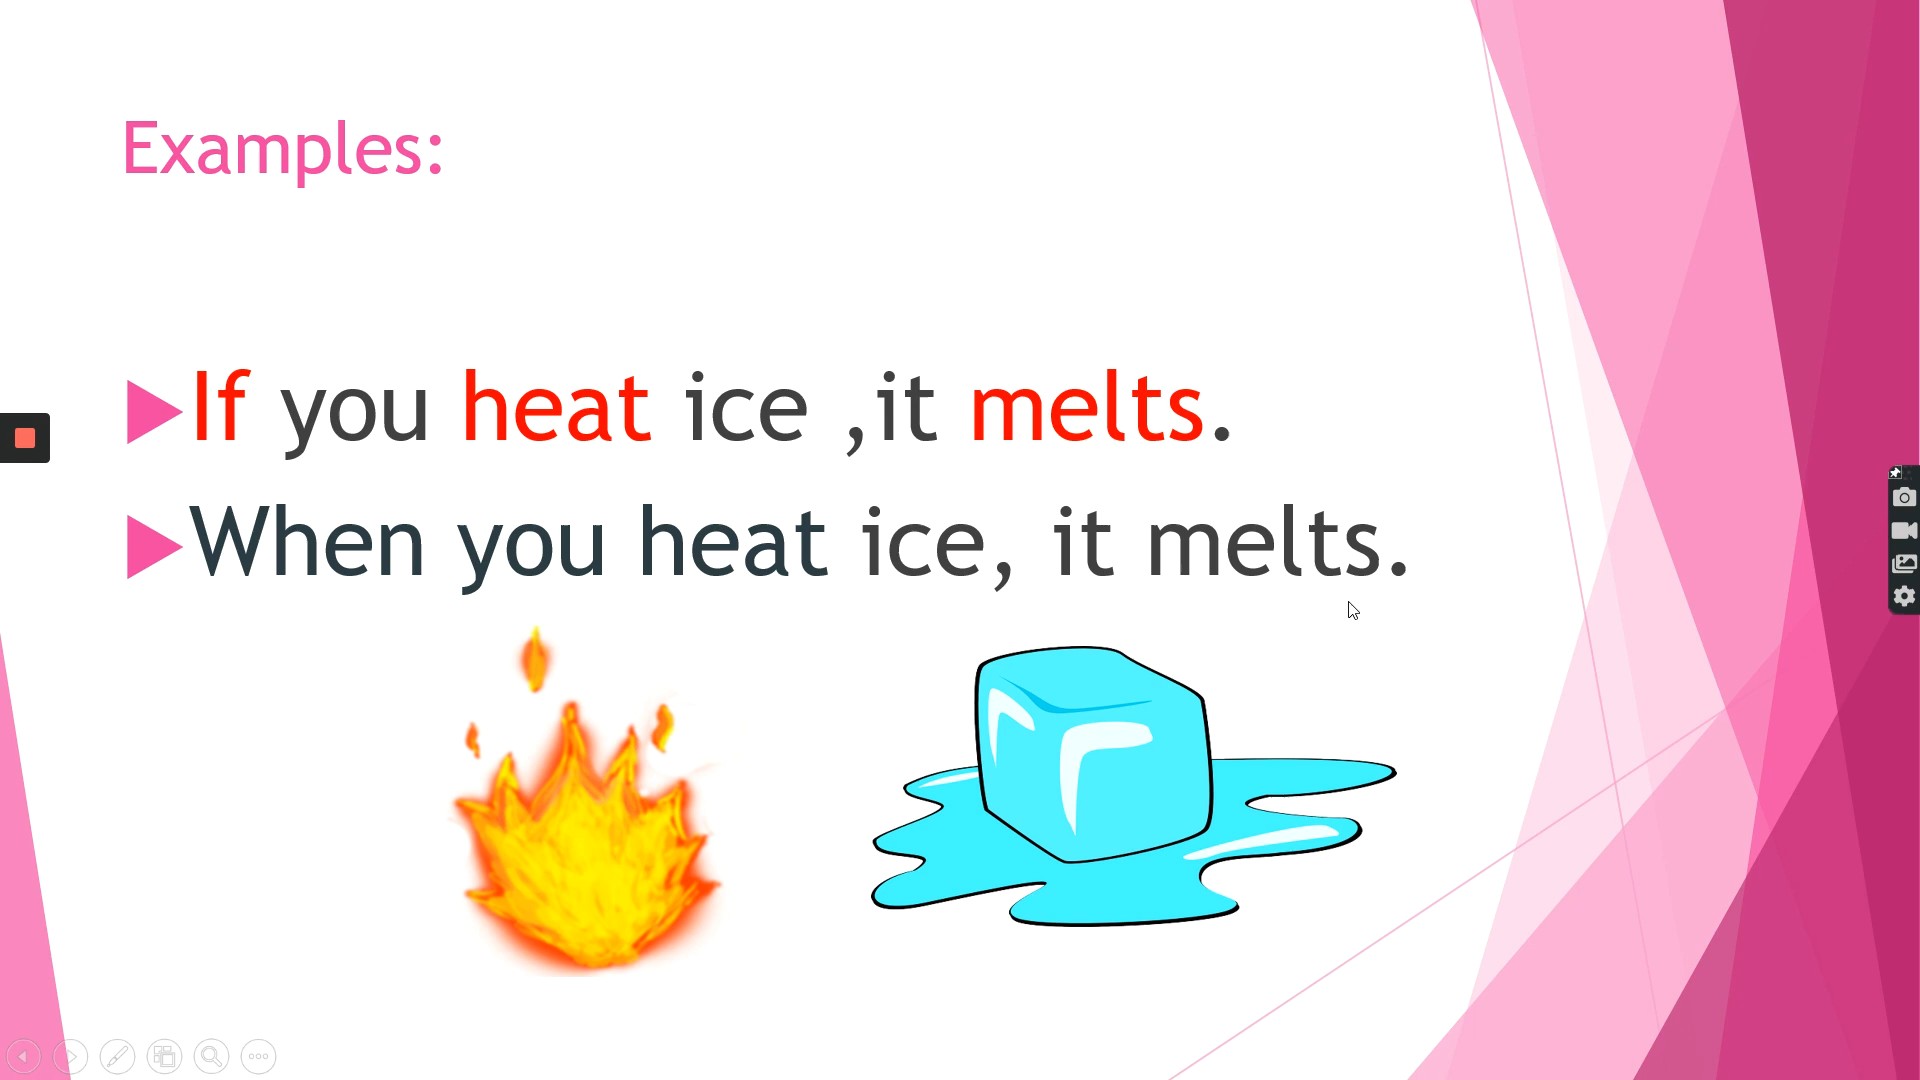 Examples:
If you heat ice ,it melts.
When you heat ice, it melts.